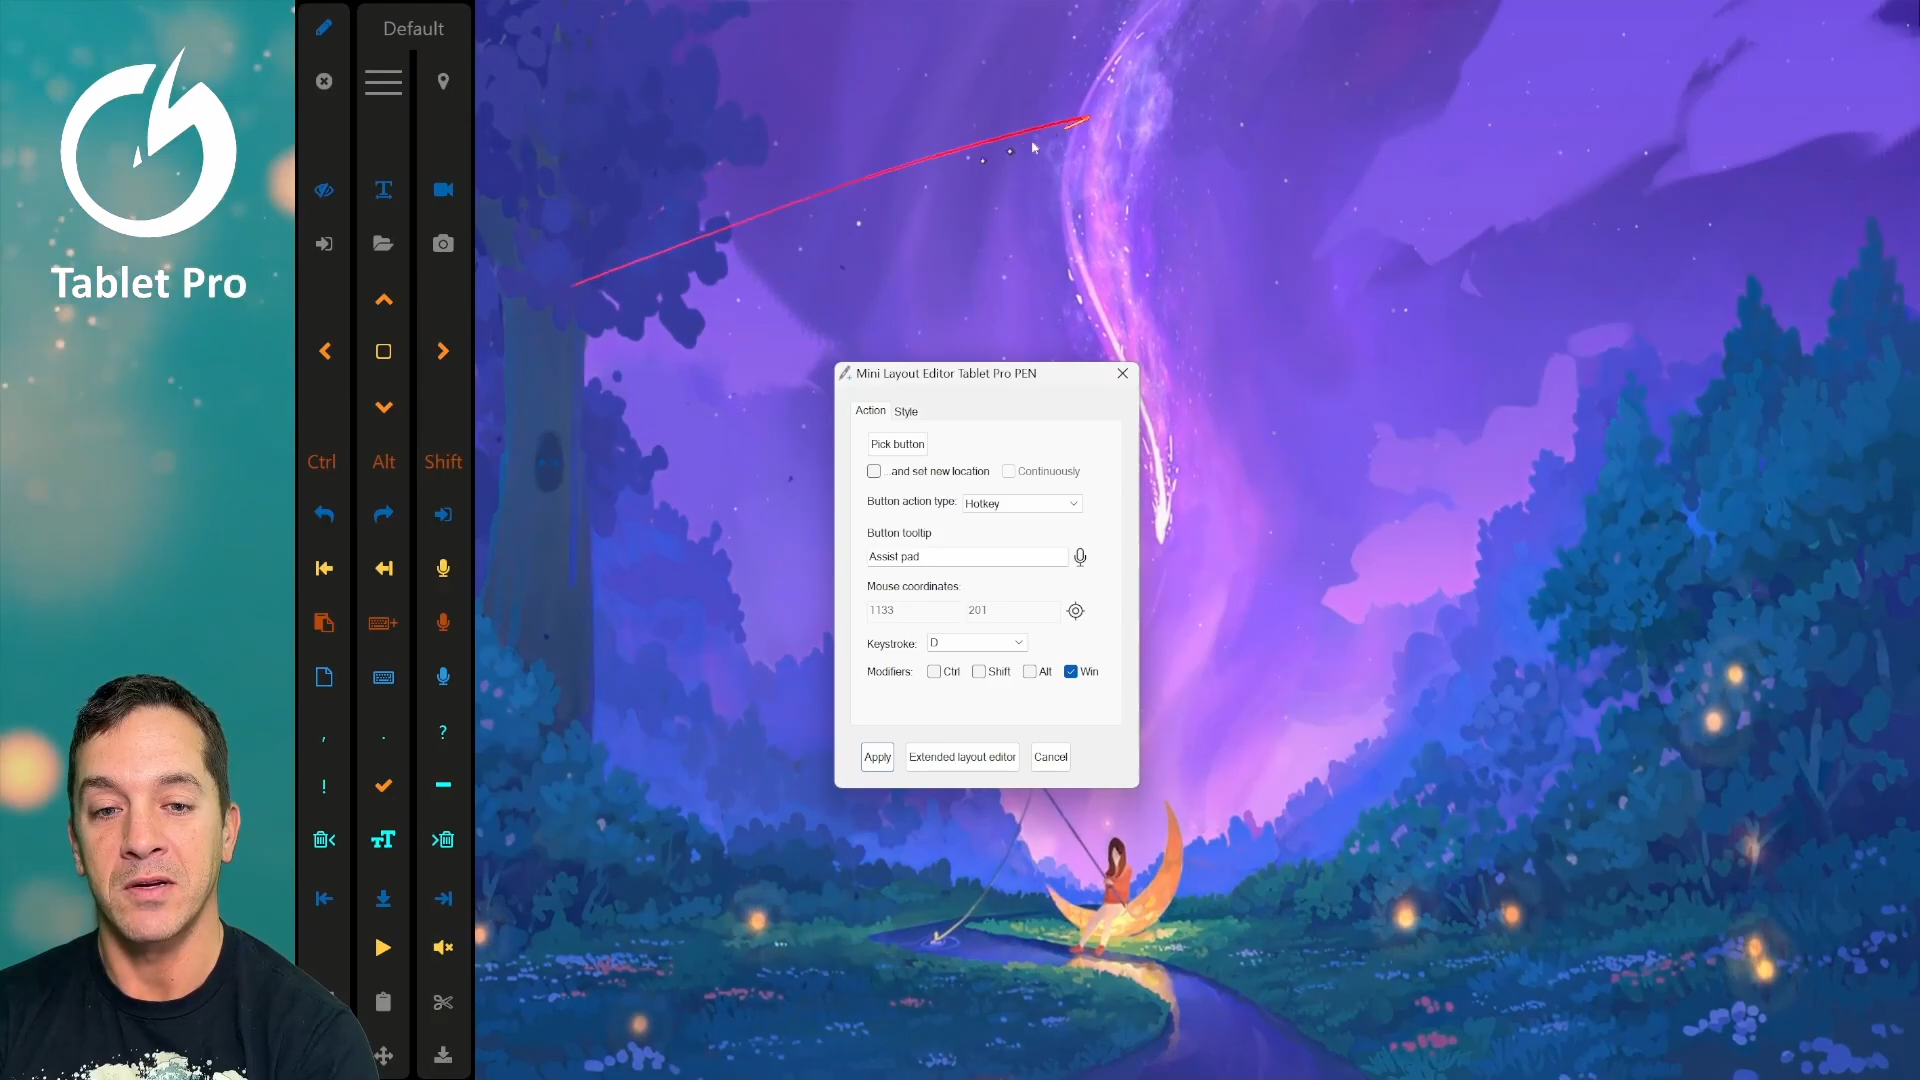 Tablet Pro
Default
Ctrl Alt Shift
, . ?
!
Mini Layout Editor Tablet Pro PEN
Action Style
Pick button
...and set new location Continuously
Button action type: Hotkey
Button tooltip
Assist pad
Mouse coordinates:
1133 201
Keystroke: D
Modifiers: Ctrl Shift Alt Win
Apply Extended layout editor Cancel